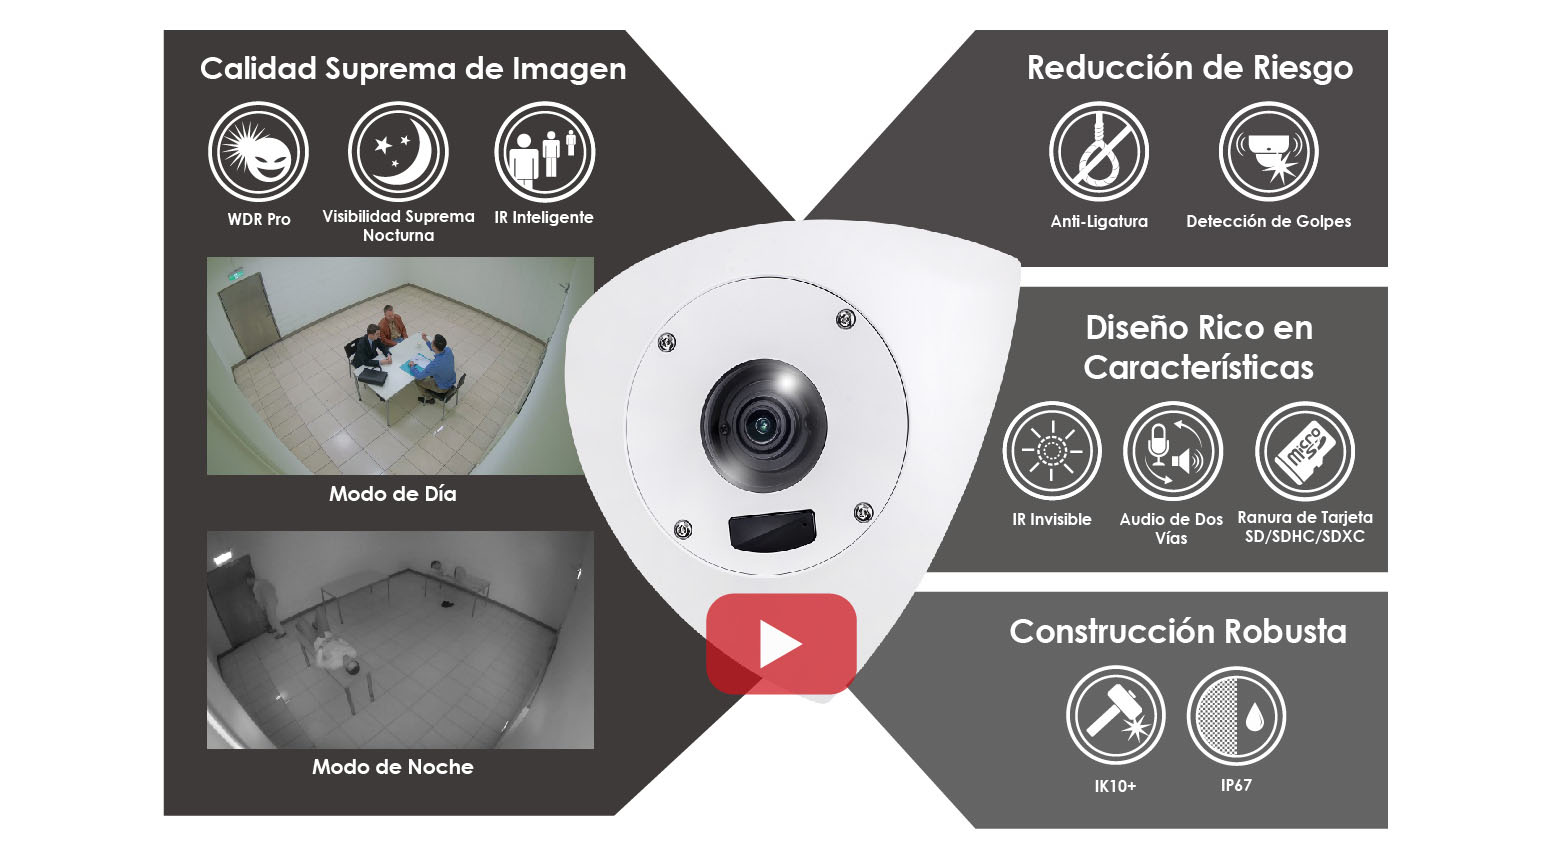 Calidad Suprema de Imagen
WDR Pro
Visibilidad Suprema
Nocturna
IR Inteligente
Modo de Día
Modo de Noche
Reducción de Riesgo
Anti-Ligatura
Detección de Golpes
Diseño Rico en
Características
micro
SD
IR Invisible
Audio de Dos
Vías
Ranura de Tarjeta
SD/SDHC/SDXC
Construcción Robusta
IK10+
IP67